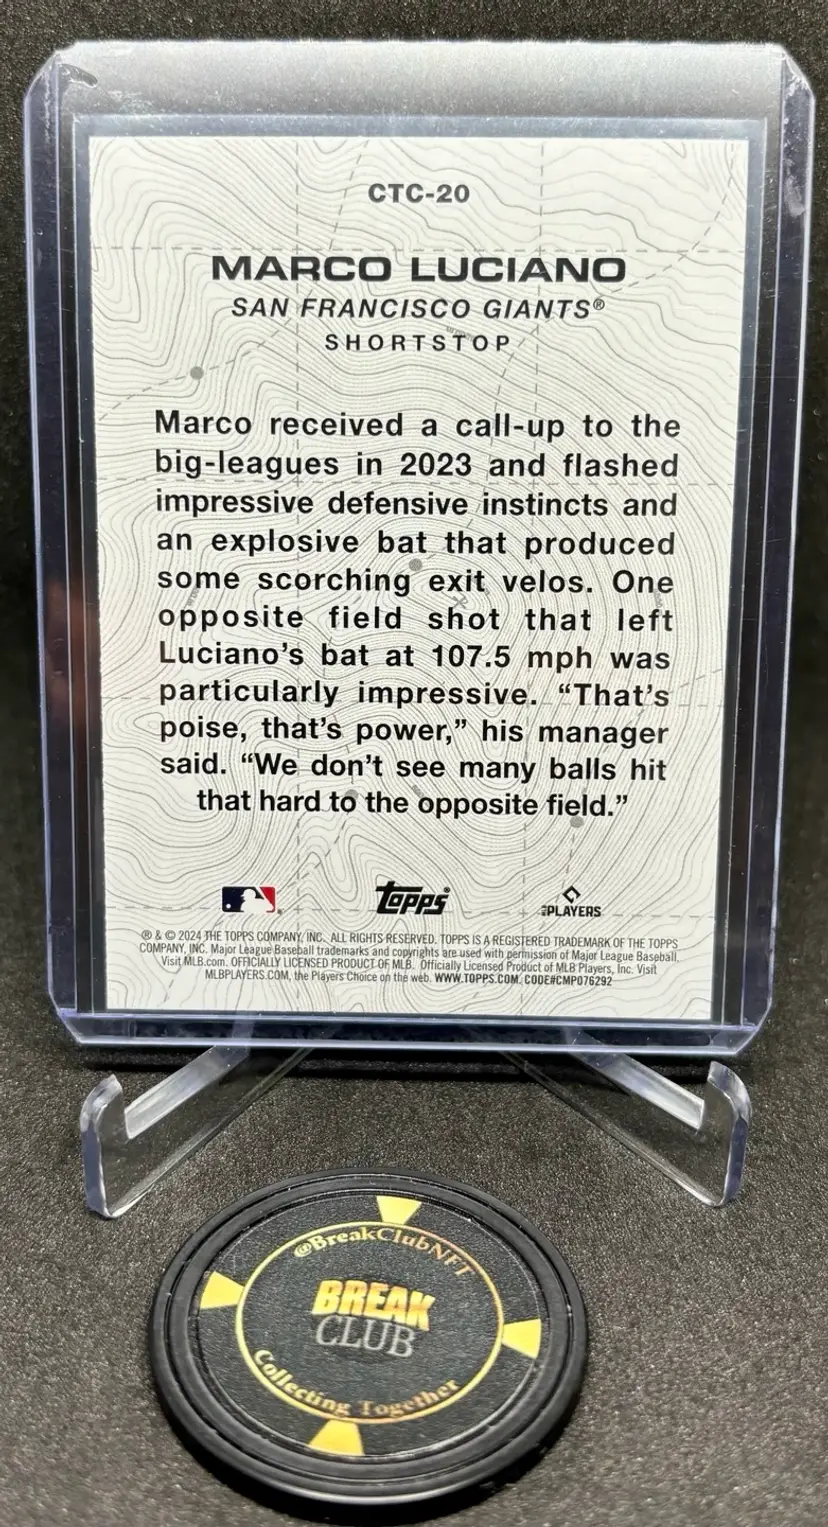 CTC-20
MARCO LUCIANO
SAN FRANCISCO GIANTS®
SHORTSTOP
Marco received a call-up to the
big-leagues in 2023 and flashed
impressive defensive instincts and
an explosive bat that produced
some scorching exit velos. One
opposite field shot that left
Luciano's bat at 107.5 mph was
particularly impressive. “That's
poise, that's power,” his manager
said. “We don't see many balls hit
that hard to the opposite field.”
topps®
PLAYERS
® & © 2024 THE TOPPS COMPANY, INC. ALL RIGHTS RESERVED. TOPPS IS A REGISTERED TRADEMARK OF THE TOPPS
COMPANY, INC. Major League Baseball trademarks and copyrights are used with permission of Major League Baseball.
Visit MLB.com. OFFICIALLY LICENSED PRODUCT OF MLB. Officially Licensed Product of MLB Players, Inc. Visit
MLBPLAYERS.COM, the Players Choice on the web. WWW.TOPPS.COM. CODE#CMP076292
@BreakClubNFT
BREAK
CLUB
Collecting Together